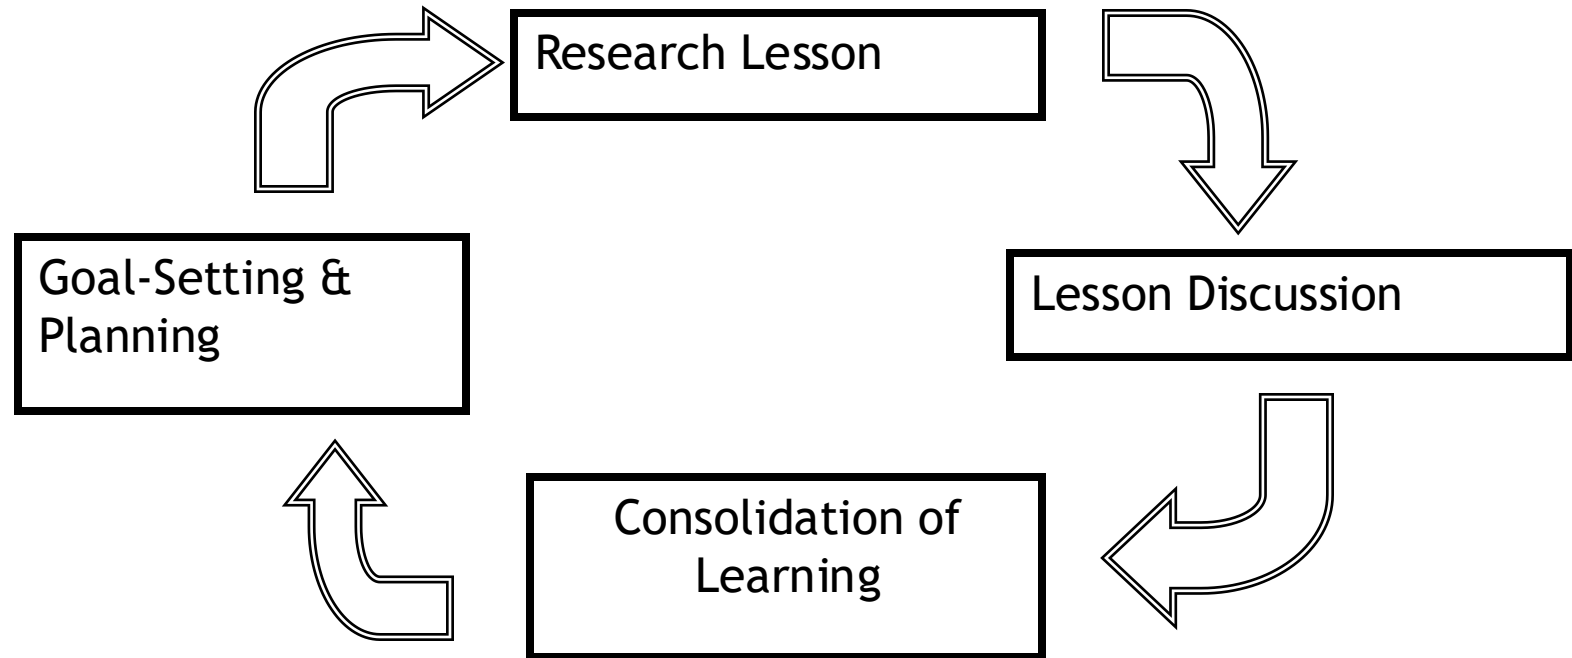 Research Lesson
Goal-Setting &
Planning
Lesson Discussion
Consolidation of
Learning